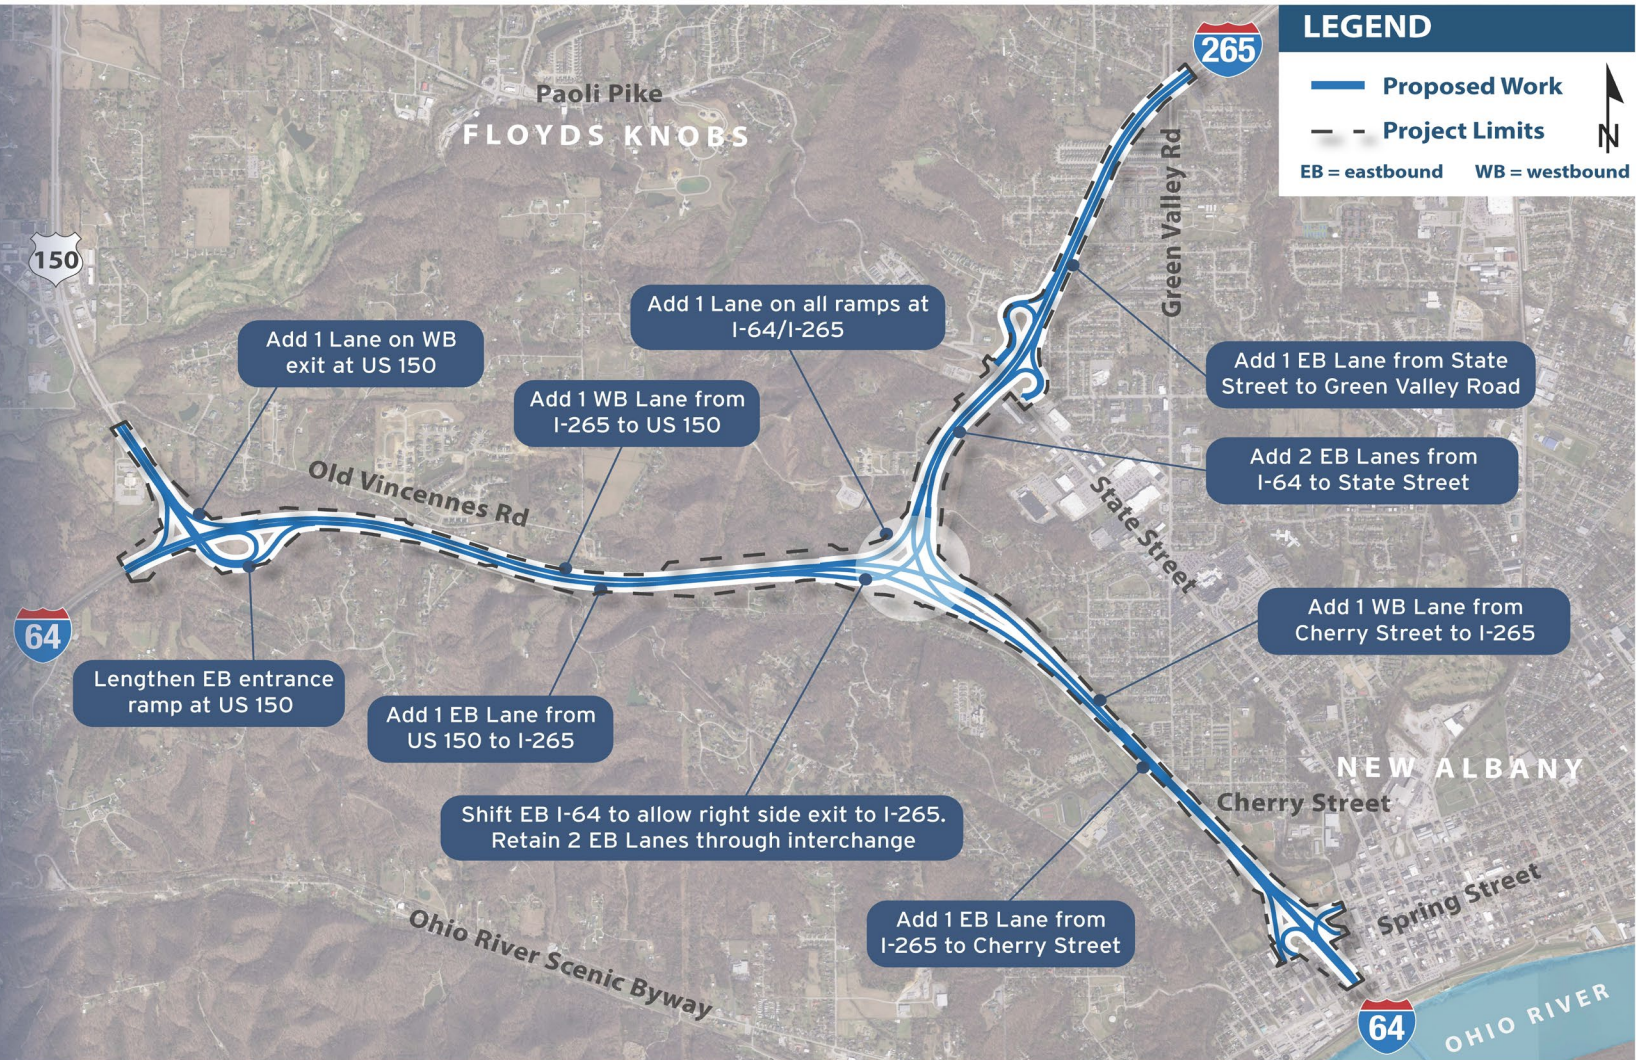 265
LEGEND
Proposed Work
Project Limits
N
EB = eastbound WB = westbound
Paoli Pike
FLOYDS KNOBS
Green Valley Rd
150
Add 1 Lane on all ramps at
I-64/I-265
Add 1 Lane on WB
exit at US 150
Add 1 WB Lane from
I-265 to US 150
Add 1 EB Lane from State
Street to Green Valley Road
Add 2 EB Lanes from
I-64 to State Street
Old Vincennes Rd
State Street
64
Add 1 WB Lane from
Cherry Street to I-265
Lengthen EB entrance
ramp at US 150
Add 1 EB Lane from
US 150 to I-265
NEW ALBANY
Cherry Street
Shift EB I-64 to allow right side exit to I-265.
Retain 2 EB Lanes through interchange
Spring Street
Add 1 EB Lane from
I-265 to Cherry Street
Ohio River Scenic Byway
64
OHIO RIVER